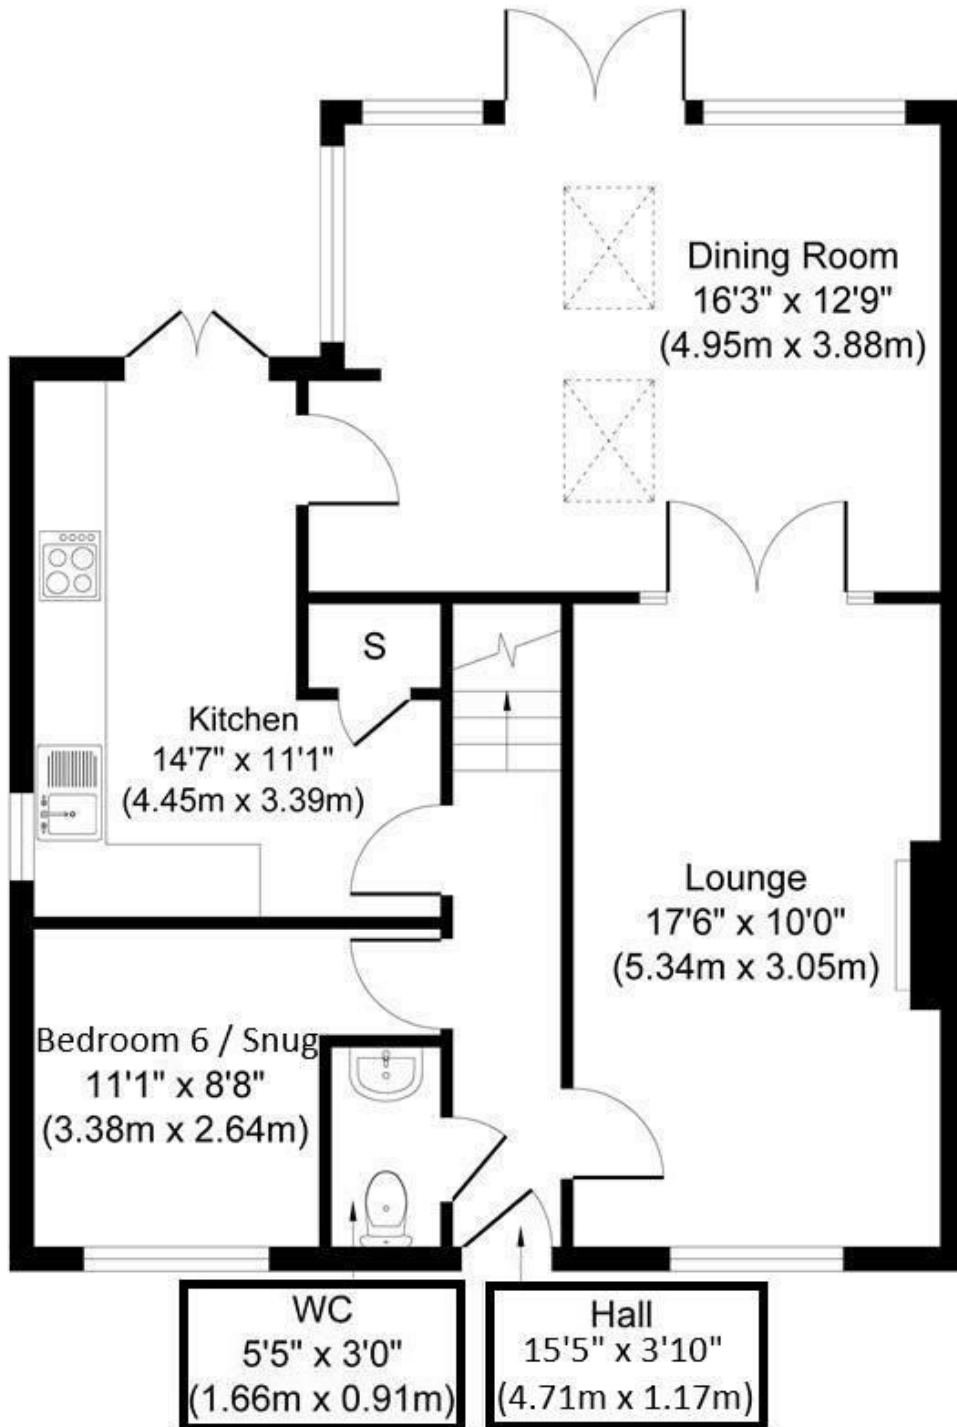 Dining Room
16'3" x 12'9"
(4.95m x 3.88m)
S
Kitchen
14'7" x 11'1"
(4.45m x 3.39m)
Lounge
17'6" x 10'0"
(5.34m x 3.05m)
Bedroom 6 / Snug
11'1" x 8'8"
(3.38m x 2.64m)
WC
5'5" x 3'0"
(1.66m x 0.91m)
Hall
15'5" x 3'10"
(4.71m x 1.17m)